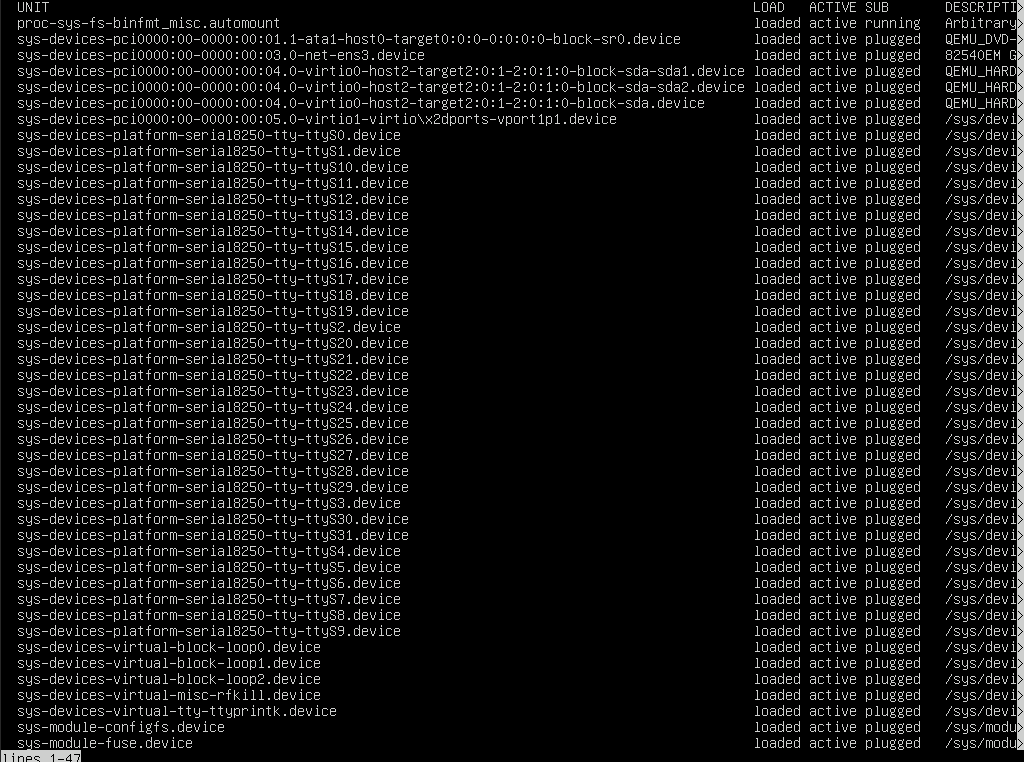 UNIT LOAD ACTIVE SUB DESCRIPTI>
proc-sys-fs-binfmt_misc.automount loaded active running Arbitrary>
sys-devices-pci0000:00-0000:00:01.1-ata1-host0-target0:0:0-0:0:0:0-block-sr0.device loaded active plugged QEMU_DVD->
sys-devices-pci0000:00-0000:00:03.0-net-ens3.device loaded active plugged 82540EM G>
sys-devices-pci0000:00-0000:00:04.0-virtio0-host2-target2:0:1-2:0:1:0-block-sda-sda1.device loaded active plugged QEMU_HARD>
sys-devices-pci0000:00-0000:00:04.0-virtio0-host2-target2:0:1-2:0:1:0-block-sda-sda2.device loaded active plugged QEMU_HARD>
sys-devices-pci0000:00-0000:00:04.0-virtio0-host2-target2:0:1-2:0:1:0-block-sda.device loaded active plugged QEMU_HARD>
sys-devices-pci0000:00-0000:00:05.0-virtio1-virtio\x2dports-vport1p1.device loaded active plugged /sys/devi>
sys-devices-platform-serial8250-tty-ttyS0.device loaded active plugged /sys/devi>
sys-devices-platform-serial8250-tty-ttyS1.device loaded active plugged /sys/devi>
sys-devices-platform-serial8250-tty-ttyS10.device loaded active plugged /sys/devi>
sys-devices-platform-serial8250-tty-ttyS11.device loaded active plugged /sys/devi>
sys-devices-platform-serial8250-tty-ttyS12.device loaded active plugged /sys/devi>
sys-devices-platform-serial8250-tty-ttyS13.device loaded active plugged /sys/devi>
sys-devices-platform-serial8250-tty-ttyS14.device loaded active plugged /sys/devi>
sys-devices-platform-serial8250-tty-ttyS15.device loaded active plugged /sys/devi>
sys-devices-platform-serial8250-tty-ttyS16.device loaded active plugged /sys/devi>
sys-devices-platform-serial8250-tty-ttyS17.device loaded active plugged /sys/devi>
sys-devices-platform-serial8250-tty-ttyS18.device loaded active plugged /sys/devi>
sys-devices-platform-serial8250-tty-ttyS19.device loaded active plugged /sys/devi>
sys-devices-platform-serial8250-tty-ttyS2.device loaded active plugged /sys/devi>
sys-devices-platform-serial8250-tty-ttyS20.device loaded active plugged /sys/devi>
sys-devices-platform-serial8250-tty-ttyS21.device loaded active plugged /sys/devi>
sys-devices-platform-serial8250-tty-ttyS22.device loaded active plugged /sys/devi>
sys-devices-platform-serial8250-tty-ttyS23.device loaded active plugged /sys/devi>
sys-devices-platform-serial8250-tty-ttyS24.device loaded active plugged /sys/devi>
sys-devices-platform-serial8250-tty-ttyS25.device loaded active plugged /sys/devi>
sys-devices-platform-serial8250-tty-ttyS26.device loaded active plugged /sys/devi>
sys-devices-platform-serial8250-tty-ttyS27.device loaded active plugged /sys/devi>
sys-devices-platform-serial8250-tty-ttyS28.device loaded active plugged /sys/devi>
sys-devices-platform-serial8250-tty-ttyS29.device loaded active plugged /sys/devi>
sys-devices-platform-serial8250-tty-ttyS3.device loaded active plugged /sys/devi>
sys-devices-platform-serial8250-tty-ttyS30.device loaded active plugged /sys/devi>
sys-devices-platform-serial8250-tty-ttyS31.device loaded active plugged /sys/devi>
sys-devices-platform-serial8250-tty-ttyS4.device loaded active plugged /sys/devi>
sys-devices-platform-serial8250-tty-ttyS5.device loaded active plugged /sys/devi>
sys-devices-platform-serial8250-tty-ttyS6.device loaded active plugged /sys/devi>
sys-devices-platform-serial8250-tty-ttyS7.device loaded active plugged /sys/devi>
sys-devices-platform-serial8250-tty-ttyS8.device loaded active plugged /sys/devi>
sys-devices-platform-serial8250-tty-ttyS9.device loaded active plugged /sys/devi>
sys-devices-virtual-block-loop0.device loaded active plugged /sys/devi>
sys-devices-virtual-block-loop1.device loaded active plugged /sys/devi>
sys-devices-virtual-block-loop2.device loaded active plugged /sys/devi>
sys-devices-virtual-misc-rfkill.device loaded active plugged /sys/devi>
sys-devices-virtual-tty-ttyprintk.device loaded active plugged /sys/devi>
sys-module-configfs.device loaded active plugged /sys/modu>
sys-module-fuse.device loaded active plugged /sys/modu>
lines 1-47